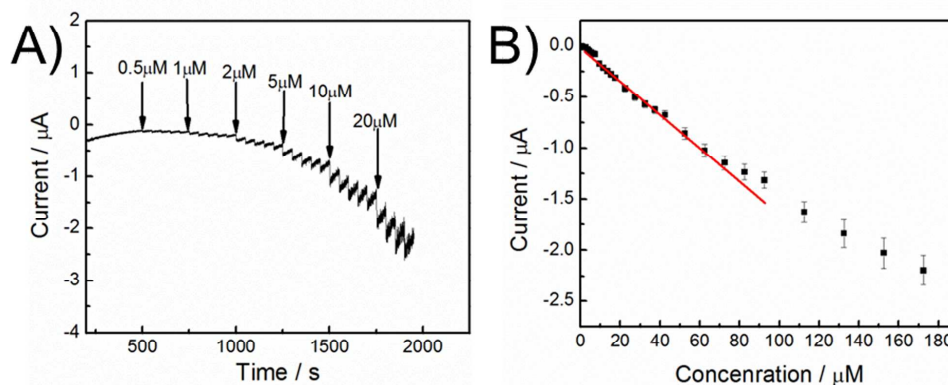 A)
Current / μA
2
1
0
-1
-2
-3
-4
0.5μM
1μM
2μM
5μM
10μM
20μM
500
1000
1500
2000
Time / s
B)
Current / μA
0.0
-0.5
-1.0
-1.5
-2.0
-2.5
0 20 40 60 80 100 120 140 160 180
Concenration / μM